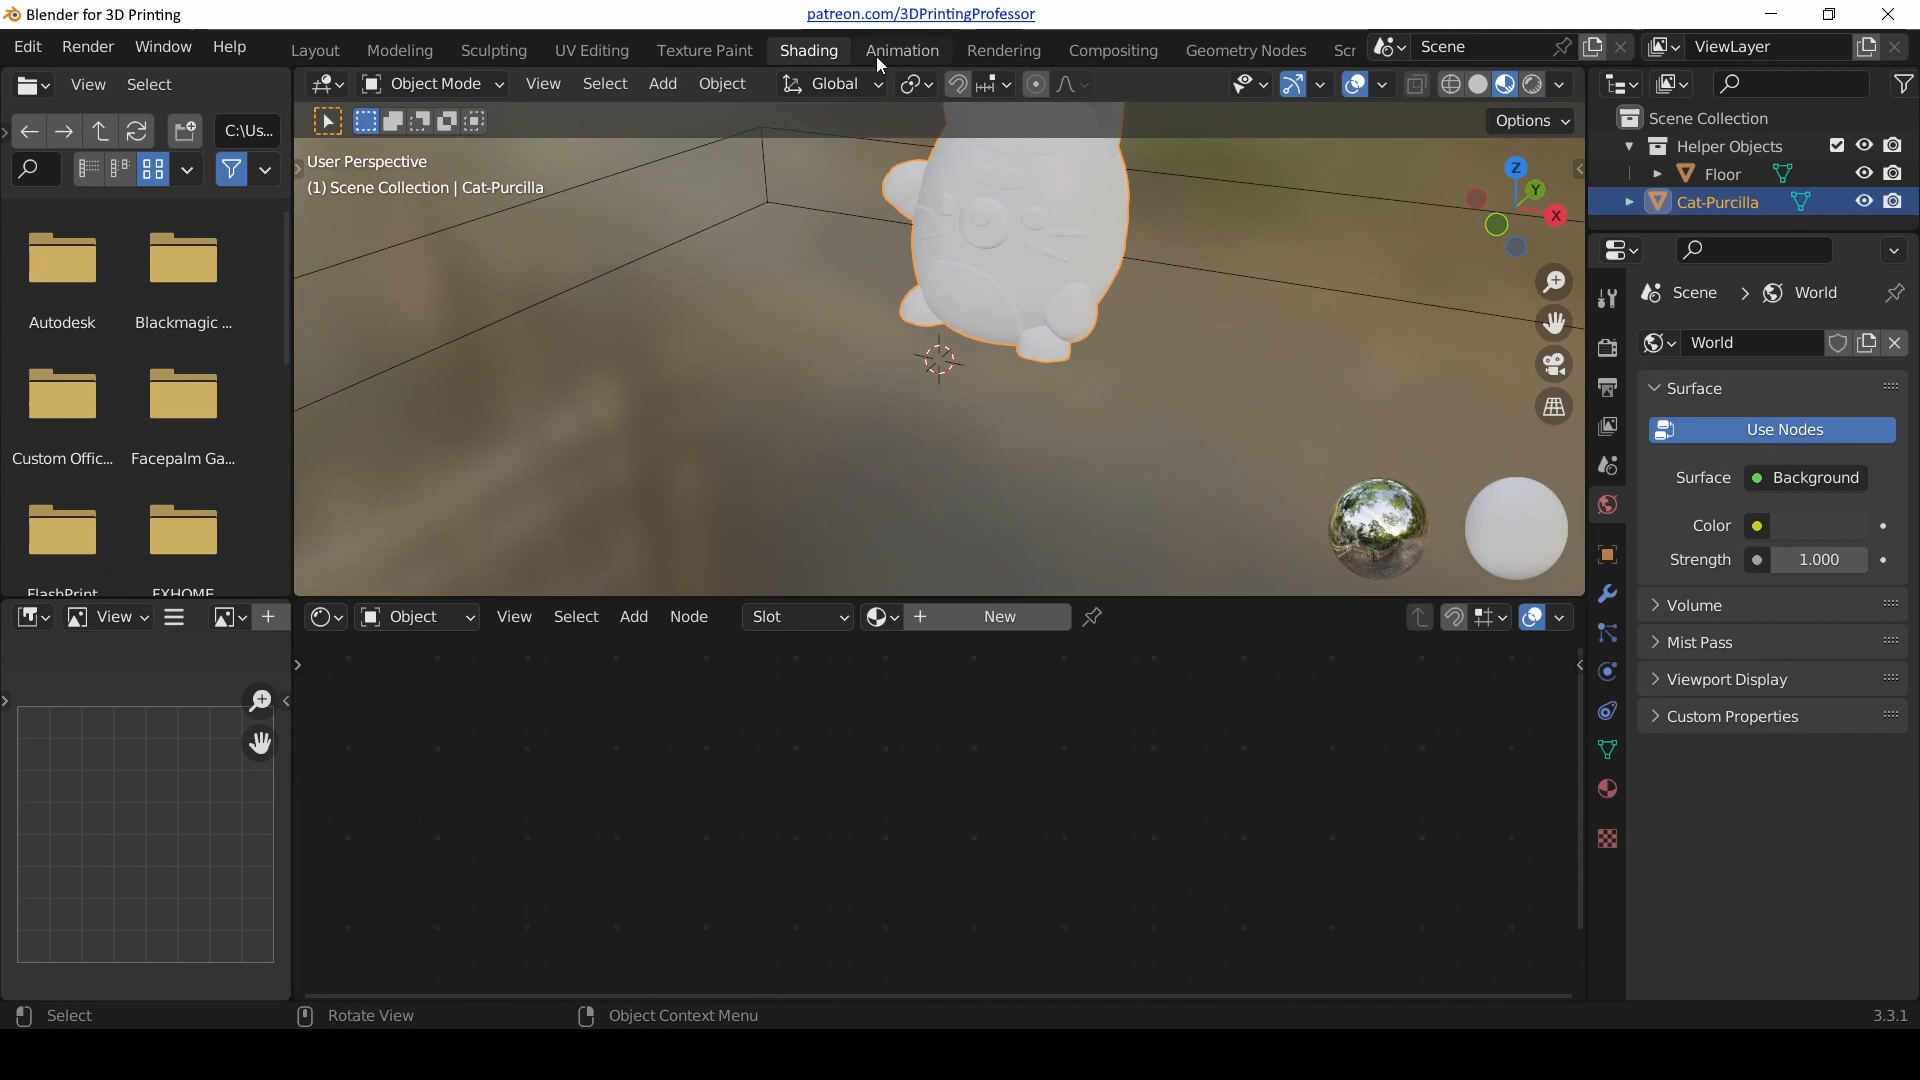 Blender for 3D Printing
patreon.com/3DPrintingProfessor
Edit Render Window Help Layout Modeling Sculpting UV Editing Texture Paint Shading Animation Rendering Compositing Geometry Nodes Scr Scene ViewLayer
View Select Object Mode View Select Add Object Global
C:\Us... Options
User Perspective
(1) Scene Collection | Cat-Purcilla
Z
Y
X
Autodesk Blackmagic ...
Custom Offic... Facepalm Ga...
FlashPrint FXHOME
Scene Collection
Helper Objects
Floor
Cat-Purcilla
Scene > World
World
Surface
Use Nodes
Surface Background
Color
Strength 1.000
Volume
Mist Pass
Viewport Display
Custom Properties
View Object View Select Add Node Slot New
Select Rotate View Object Context Menu 3.3.1